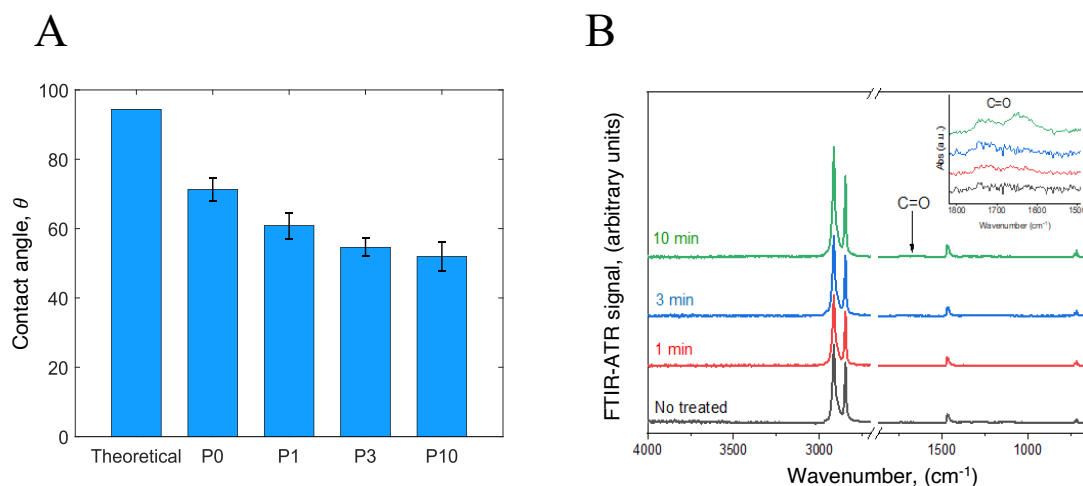 A
B
Contact angle, θ
100
80
60
40
20
0
Theoretical P0 P1 P3 P10
FTIR-ATR signal, (arbitrary units)
10 min
3 min
1 min
No treated
C=O
4000 3500 3000 2500 1500 1000
Wavenumber, (cm⁻¹)
C=O
Abs (a.u.)
1800 1700 1600 1500
Wavenumber (cm⁻¹)